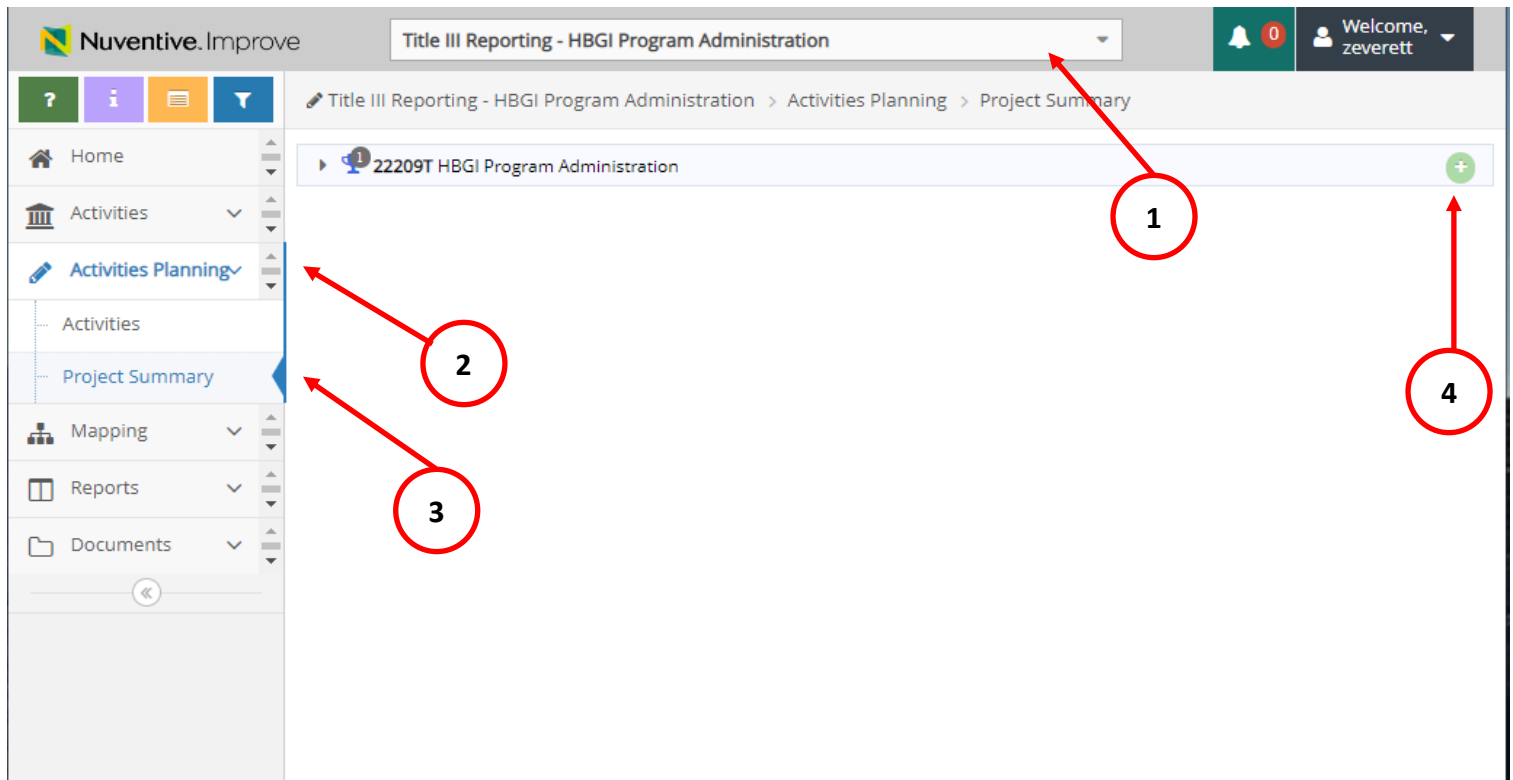 Nuventive. Improve
Title III Reporting - HBGI Program Administration
0
Welcome,
zeverett
? i
Title III Reporting - HBGI Program Administration > Activities Planning > Project Summary
Home
1 22209T HBGI Program Administration
Activities
Activities Planning
Activities
Project Summary
Mapping
Reports
Documents
1
2
3
4